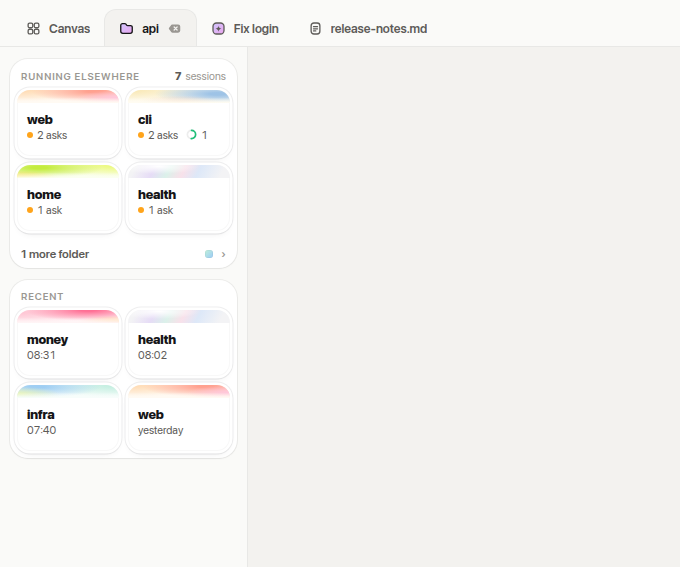 Canvas
api
Fix login
release-notes.md
RUNNING ELSEWHERE 7 sessions
web
2 asks
cli
2 asks 1
home
1 ask
health
1 ask
1 more folder
RECENT
money
08:31
health
08:02
infra
07:40
web
yesterday